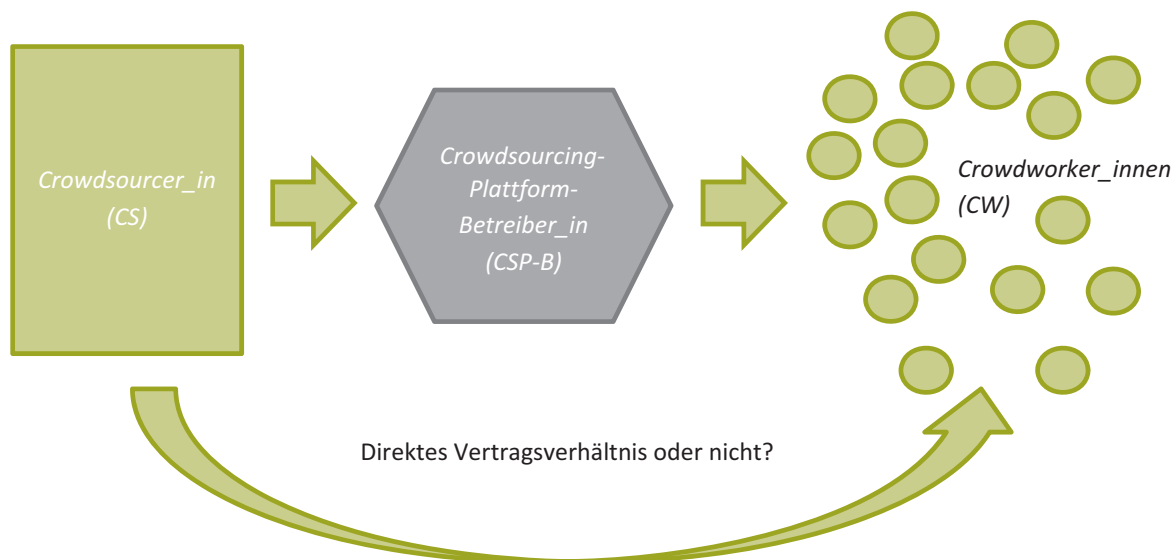 Crowdsourcer_in
(CS)
Crowdsourcing-
Plattform-
Betreiber_in
(CSP-B)
Crowdworker_innen
(CW)
Direktes Vertragsverhältnis oder nicht?